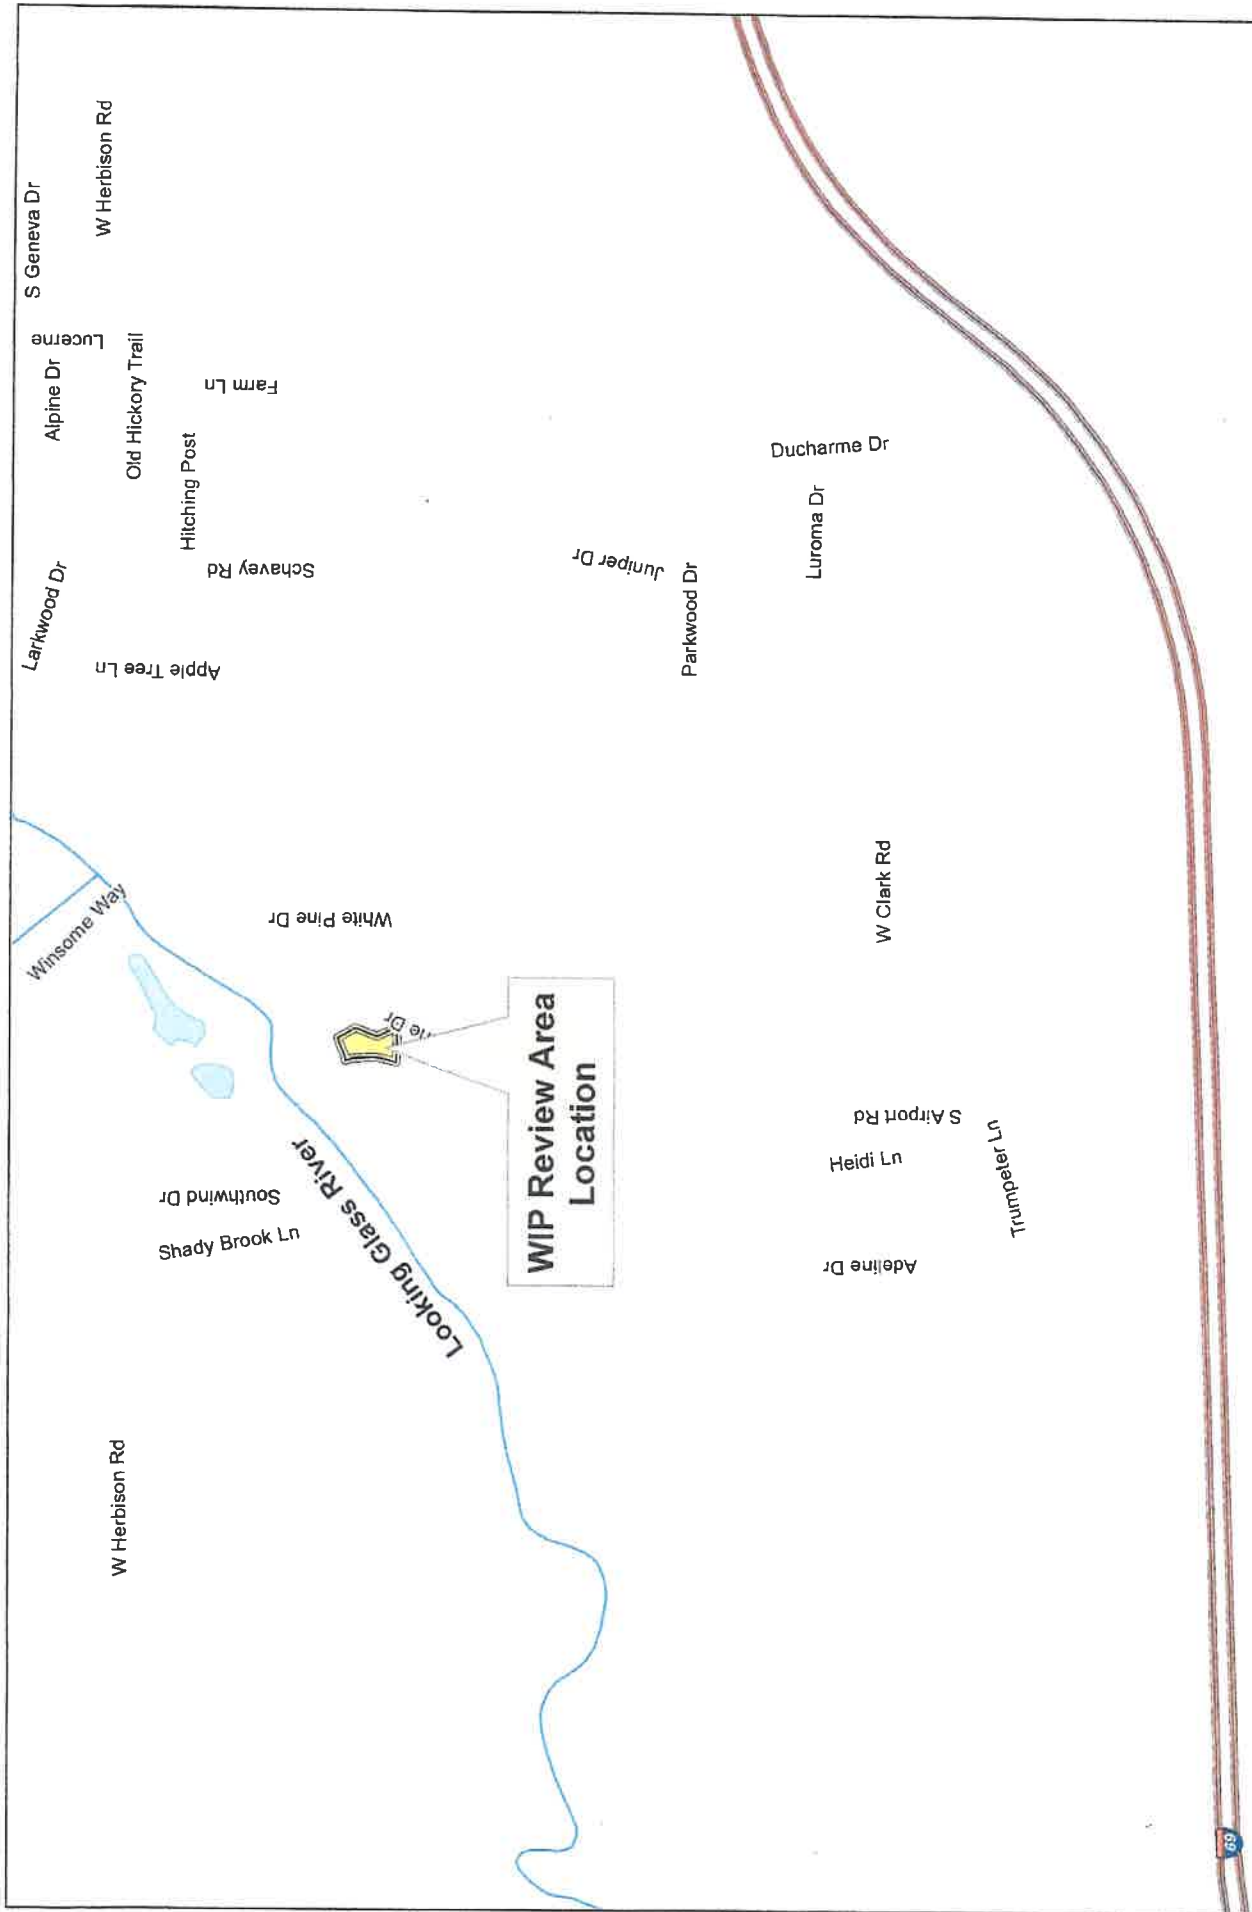 S Geneva Dr
Larkwood Dr
Alpine Dr
Lucerne
W Herbison Rd
W Herbison Rd
Winsome Way
Apple Tree Ln
Old Hickory Trail
Hitching Post
Farm Ln
Schavey Rd
Southwind Dr
Shady Brook Ln
White Pine Dr
Looking Glass River
ne Dr
WIP Review Area
Location
Juniper Dr
Parkwood Dr
Ducharme Dr
Luroma Dr
W Clark Rd
S Airport Rd
Heidi Ln
Adeline Dr
Trumpeter Ln
69